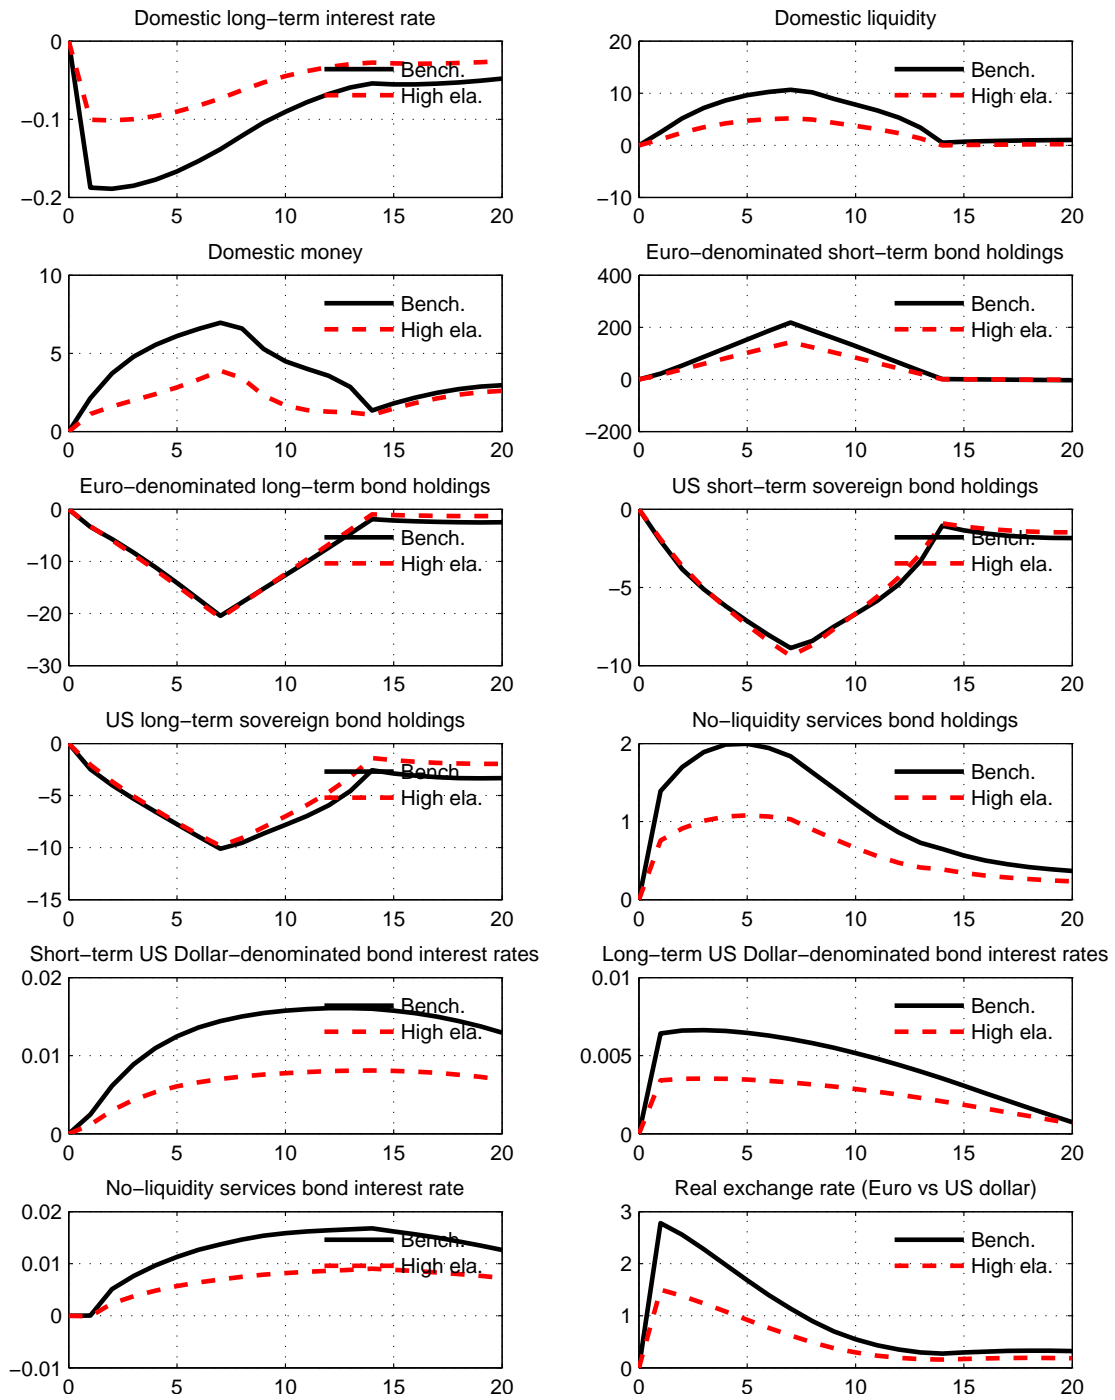 Domestic long−term interest rate
0
−0.1
−0.2
0 5 10 15 20
Bench.
High ela.
Domestic liquidity
20
10
0
−10
0 5 10 15 20
Bench.
High ela.
Domestic money
10
5
0
0 5 10 15 20
Bench.
High ela.
Euro−denominated short−term bond holdings
400
200
0
−200
0 5 10 15 20
Bench.
High ela.
Euro−denominated long−term bond holdings
0
−10
−20
−30
0 5 10 15 20
Bench.
High ela.
US short−term sovereign bond holdings
0
−5
−10
0 5 10 15 20
Bench.
High ela.
US long−term sovereign bond holdings
0
−5
−10
−15
0 5 10 15 20
Bench.
High ela.
No−liquidity services bond holdings
2
1
0
0 5 10 15 20
Bench.
High ela.
Short−term US Dollar−denominated bond interest rates
0.02
0.01
0
0 5 10 15 20
Bench.
High ela.
Long−term US Dollar−denominated bond interest rates
0.01
0.005
0
0 5 10 15 20
Bench.
High ela.
No−liquidity services bond interest rate
0.02
0.01
0
−0.01
0 5 10 15 20
Bench.
High ela.
Real exchange rate (Euro vs US dollar)
3
2
1
0
0 5 10 15 20
Bench.
High ela.